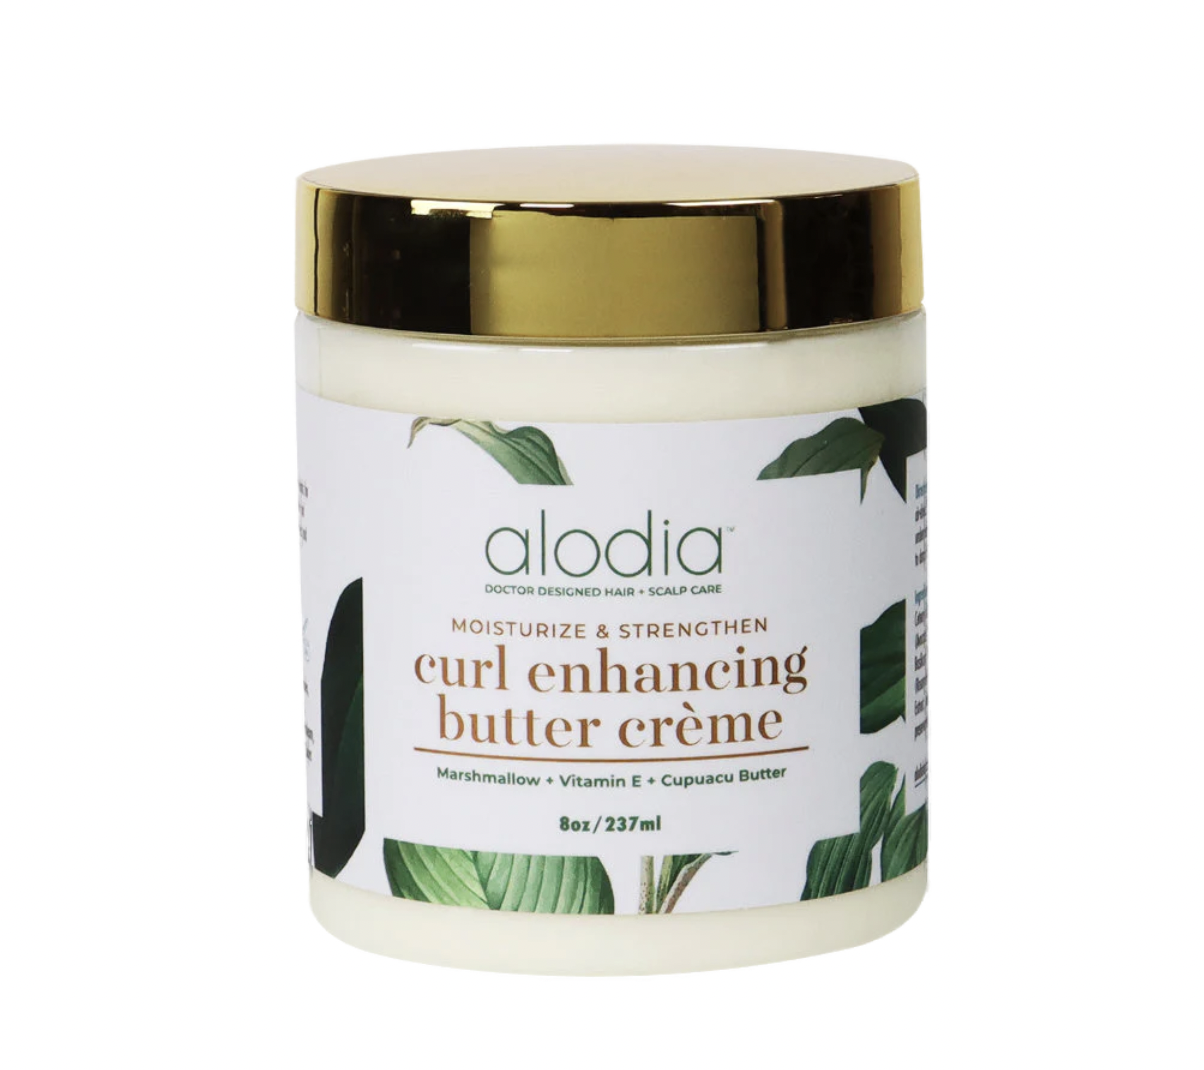 alodia™
DOCTOR DESIGNED HAIR + SCALP CARE
MOISTURIZE & STRENGTHEN
curl enhancing
butter crème
Marshmallow + Vitamin E + Cupuacu Butter
8oz/237ml